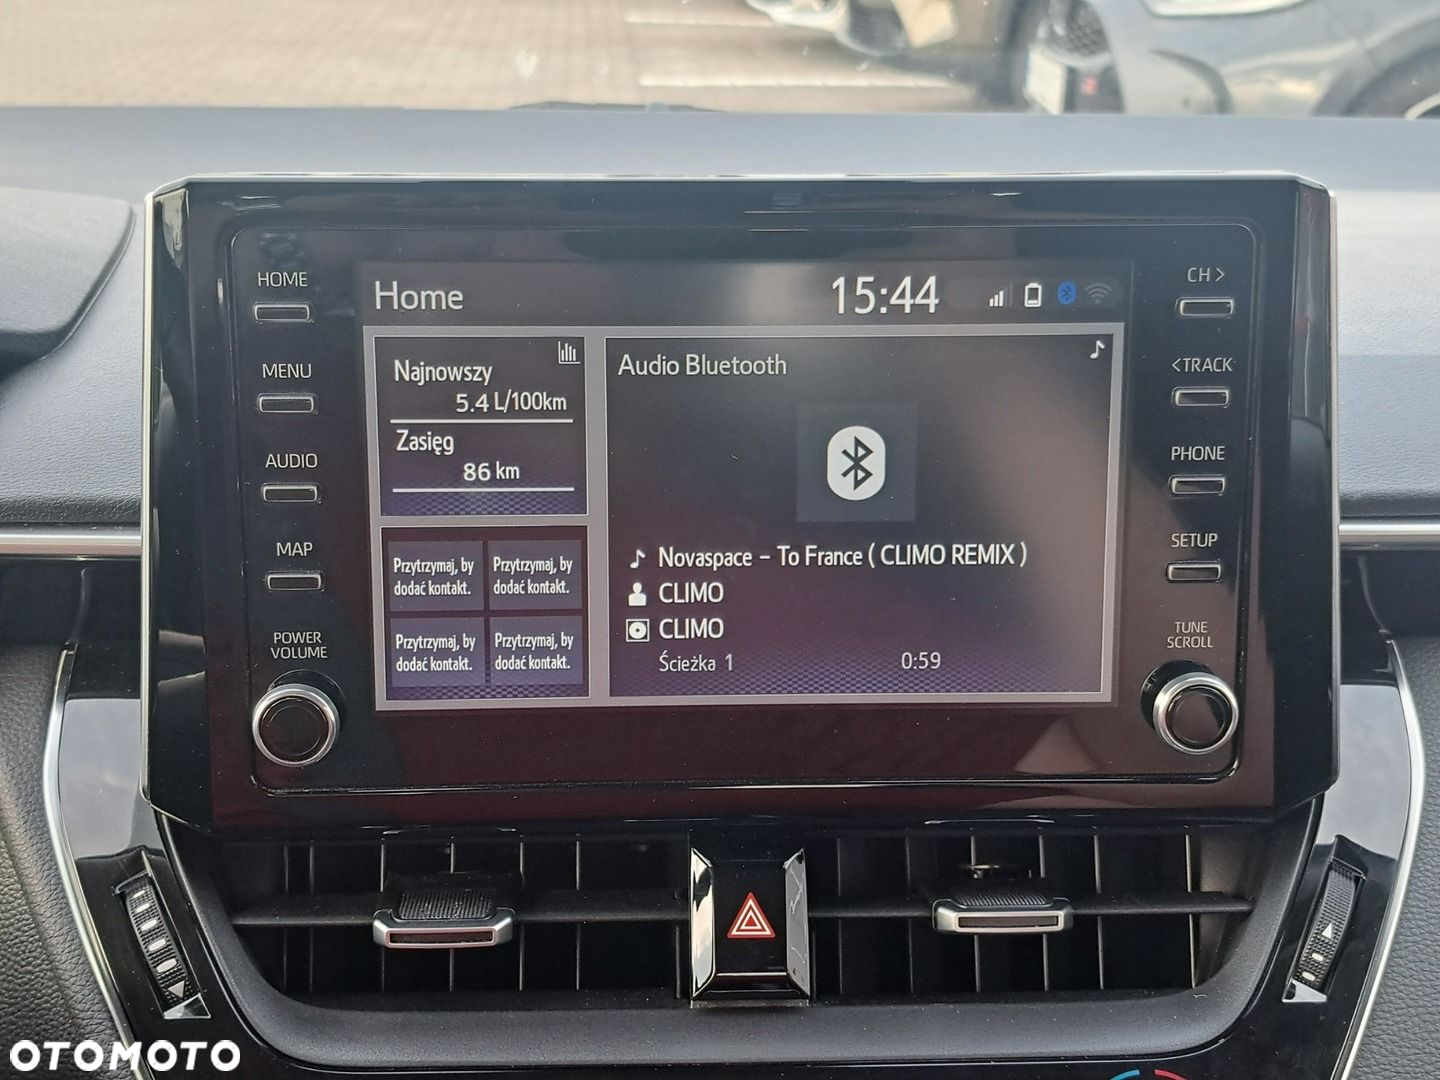 HOME
MENU
AUDIO
MAP
POWER
VOLUME
Home
15:44
Najnowszy
5.4 L/100km
Zasięg
86 km
Przytrzymaj, by
dodać kontakt.
Przytrzymaj, by
dodać kontakt.
Przytrzymaj, by
dodać kontakt.
Przytrzymaj, by
dodać kontakt.
Audio Bluetooth
Novaspace – To France ( CLIMO REMIX )
CLIMO
CLIMO
Ścieżka 1
0:59
CH >
<TRACK
PHONE
SETUP
TUNE
SCROLL
OTOMOTO